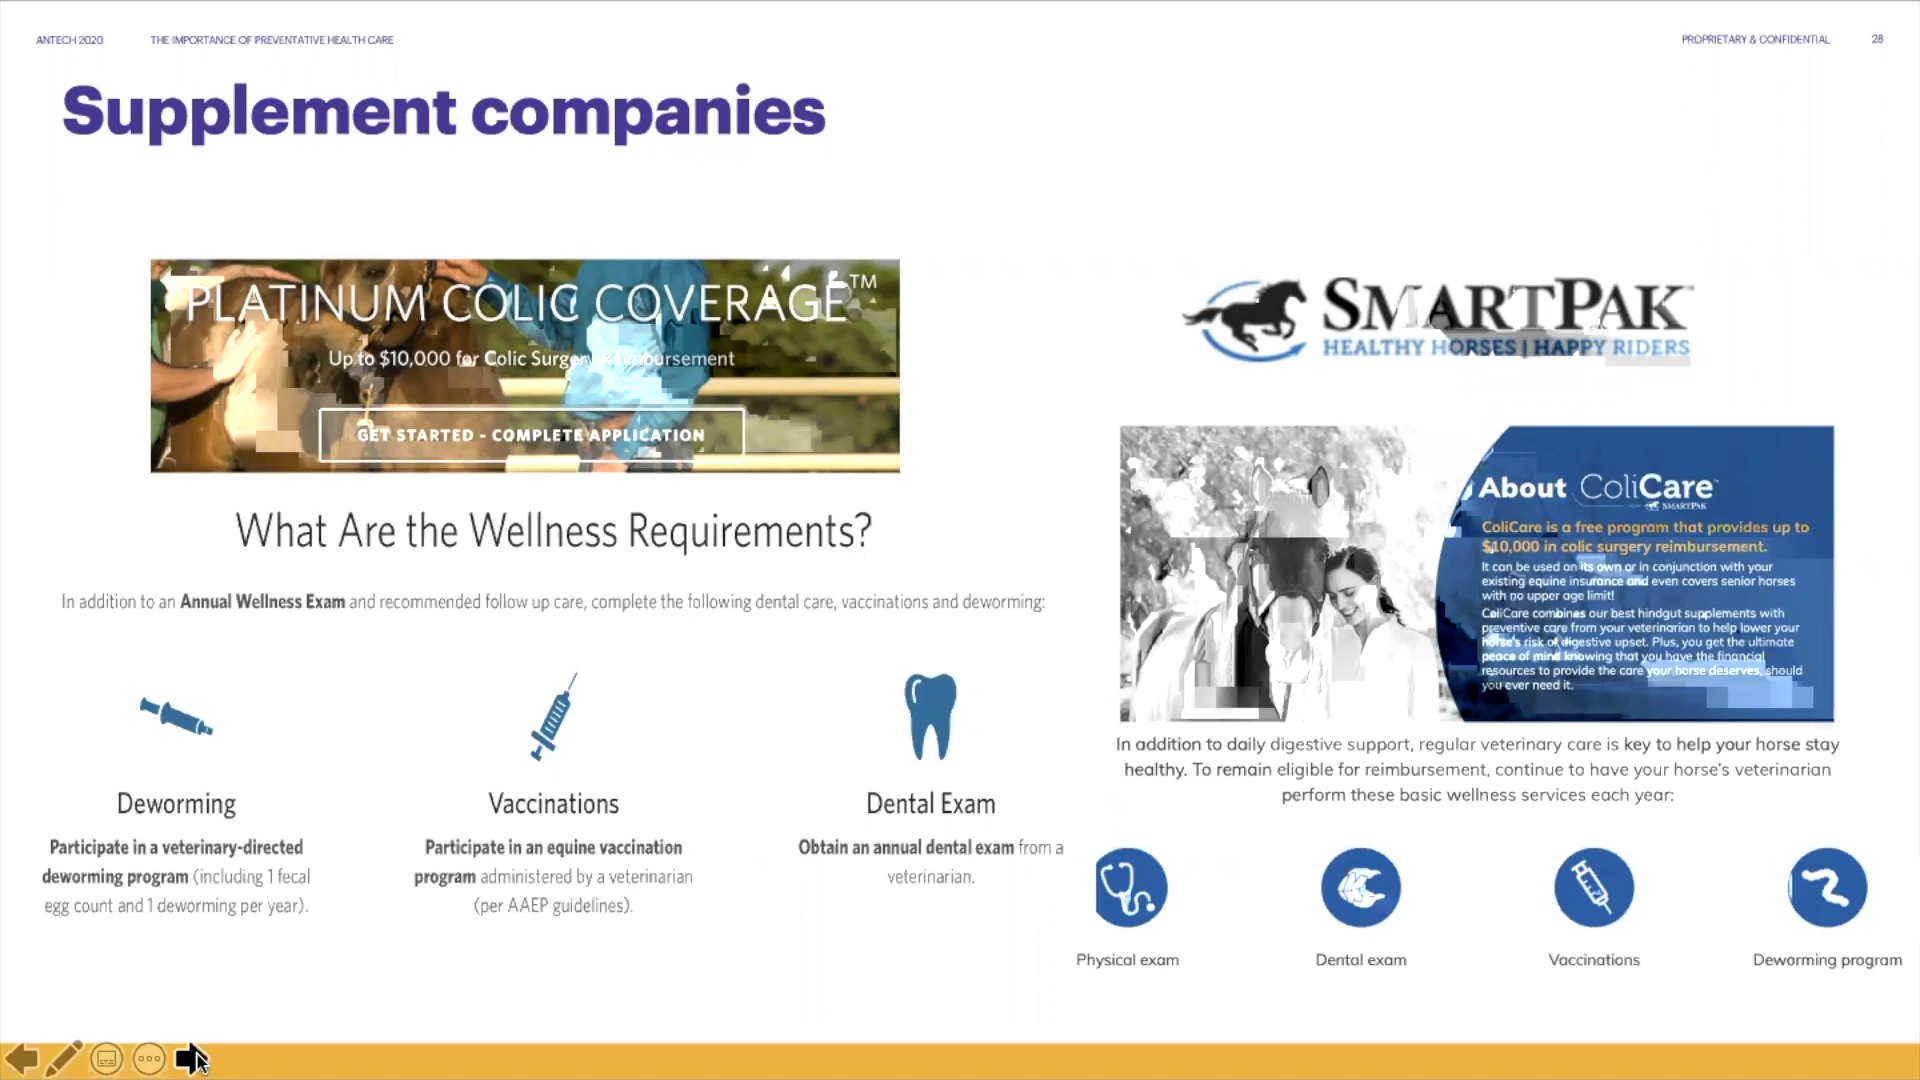 ANTECH 2020 THE IMPORTANCE OF PREVENTATIVE HEALTH CARE PROPRIETARY & CONFIDENTIAL 28
Supplement companies
PLATINUM COLIC COVERAGE™
Up to $10,000 for Colic Surgery Reimbursement
GET STARTED - COMPLETE APPLICATION
What Are the Wellness Requirements?
In addition to an Annual Wellness Exam and recommended follow up care, complete the following dental care, vaccinations and deworming:
Deworming
Participate in a veterinary-directed
deworming program (including 1 fecal
egg count and 1 deworming per year).
Vaccinations
Participate in an equine vaccination
program administered by a veterinarian
(per AAEP guidelines).
Dental Exam
Obtain an annual dental exam from a
veterinarian.
SMARTPAK™
HEALTHY HORSES | HAPPY RIDERS
About ColiCare™
SMARTPAK
ColiCare is a free program that provides up to
$10,000 in colic surgery reimbursement.
It can be used on its own or in conjunction with your
existing equine insurance and even covers senior horses
with no upper age limit!
ColiCare combines our best hindgut supplements with
preventive care from your veterinarian to help lower your
horse's risk of digestive upset. Plus, you get the ultimate
peace of mind knowing that you have the financial
resources to provide the care your horse deserves, should
you ever need it.
In addition to daily digestive support, regular veterinary care is key to help your horse stay
healthy. To remain eligible for reimbursement, continue to have your horse's veterinarian
perform these basic wellness services each year:
Physical exam
Dental exam
Vaccinations
Deworming program